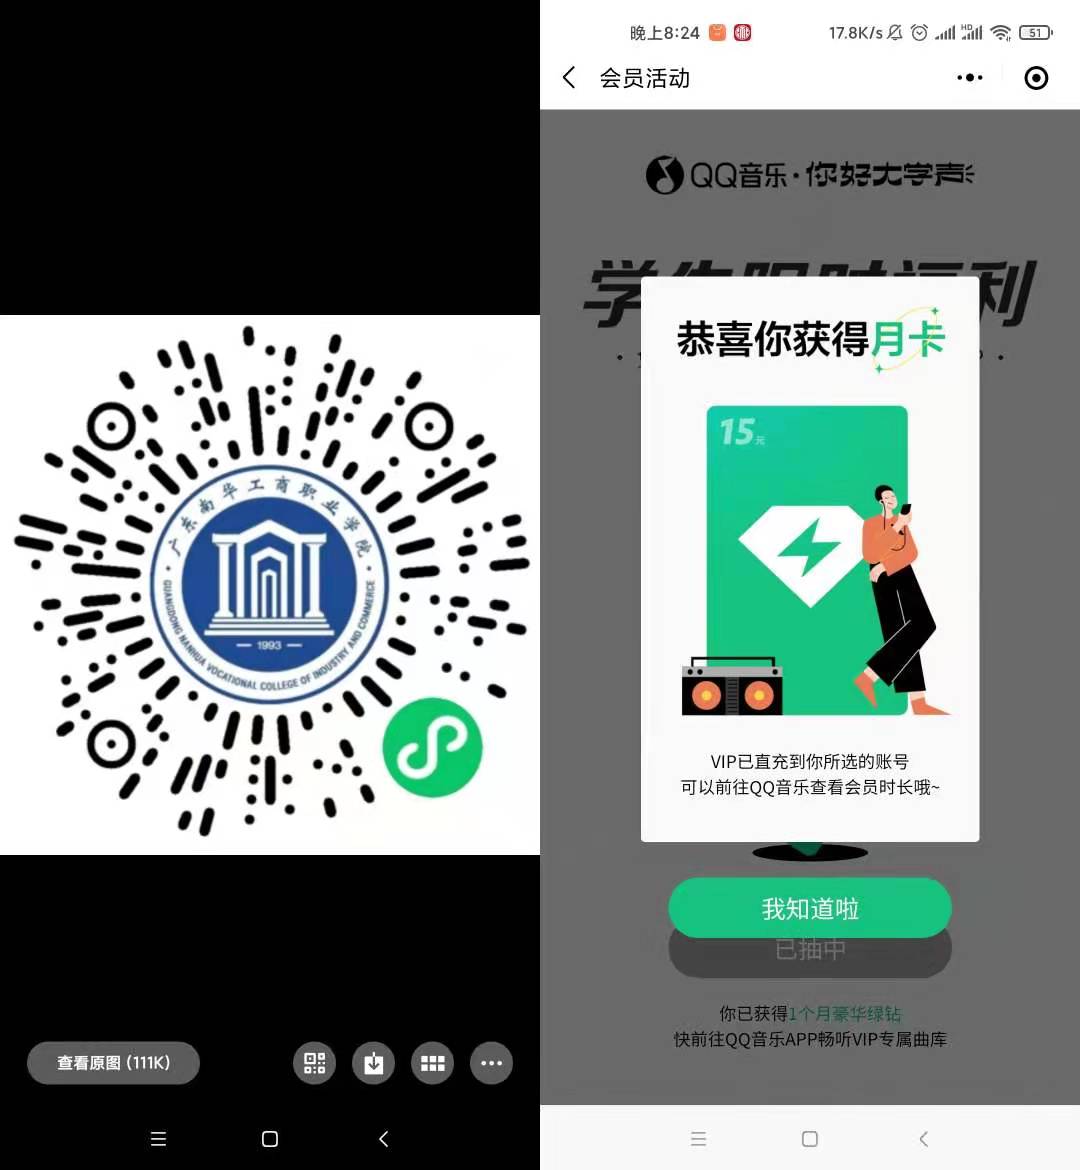 广东南华工商职业学院
GUANGDONG NANHUA VOCATIONAL COLLEGE OF INDUSTRY AND COMMERCE
1993
查看原图 (111K)
晚上8:24
17.8K/s
HD
51
会员活动
QQ音乐·你好大学声
学生限时福利
恭喜你获得月卡
15元
VIP已直充到你所选的账号
可以前往QQ音乐查看会员时长哦~
我知道啦
已抽中
你已获得1个月豪华绿钻
快前往QQ音乐APP畅听VIP专属曲库